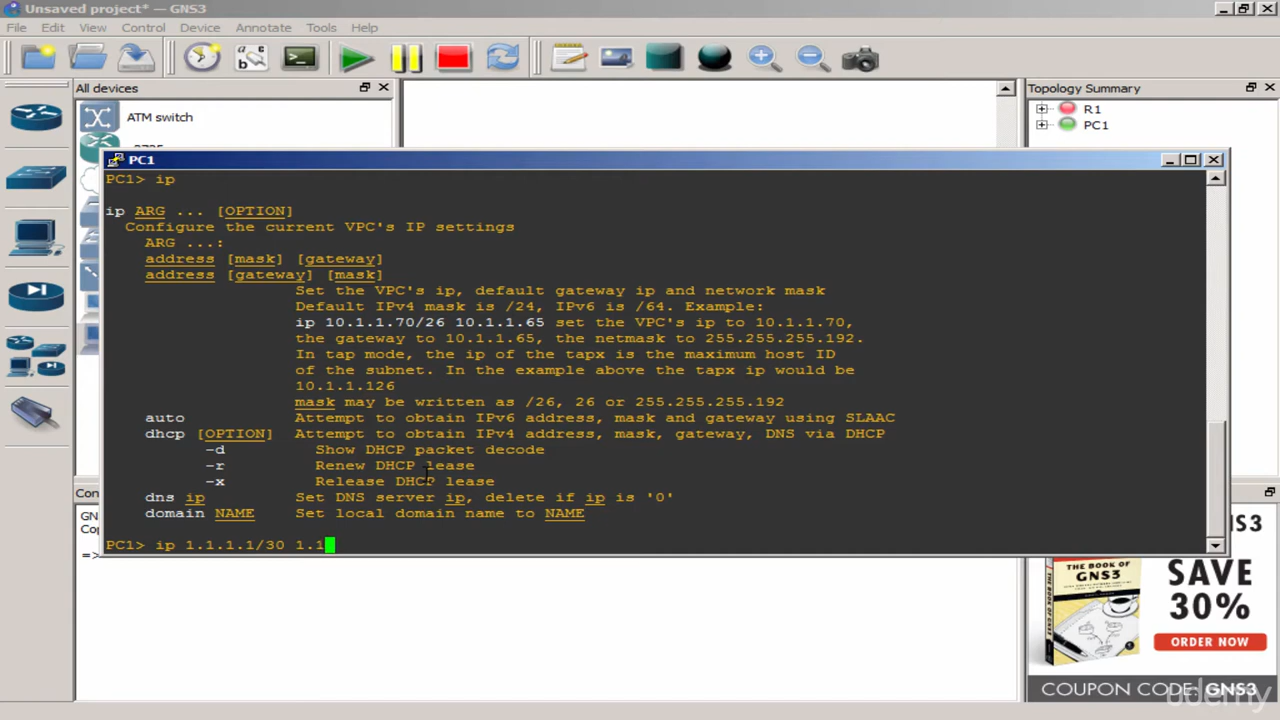 Unsaved project* — GNS3
File Edit View Control Device Annotate Tools Help
All devices
Topology Summary
ATM switch
R1
PC1
PC1
PC1> ip
ip ARG ... [OPTION]
Configure the current VPC's IP settings
ARG ...:
address [mask] [gateway]
address [gateway] [mask]
Set the VPC's ip, default gateway ip and network mask
Default IPv4 mask is /24, IPv6 is /64. Example:
ip 10.1.1.70/26 10.1.1.65 set the VPC's ip to 10.1.1.70,
the gateway to 10.1.1.65, the netmask to 255.255.255.192.
In tap mode, the ip of the tapx is the maximum host ID
of the subnet. In the example above the tapx ip would be
10.1.1.126
mask may be written as /26, 26 or 255.255.255.192
auto Attempt to obtain IPv6 address, mask and gateway using SLAAC
dhcp [OPTION] Attempt to obtain IPv4 address, mask, gateway, DNS via DHCP
-d Show DHCP packet decode
-r Renew DHCP lease
-x Release DHCP lease
dns ip Set DNS server ip, delete if ip is '0'
domain NAME Set local domain name to NAME
PC1> ip 1.1.1.1/30 1.1
Con
GN
Cop
=>
S3
THE BOOK OF
GNS3
SAVE
30%
ORDER NOW
COUPON CODE: GNS3
udemy